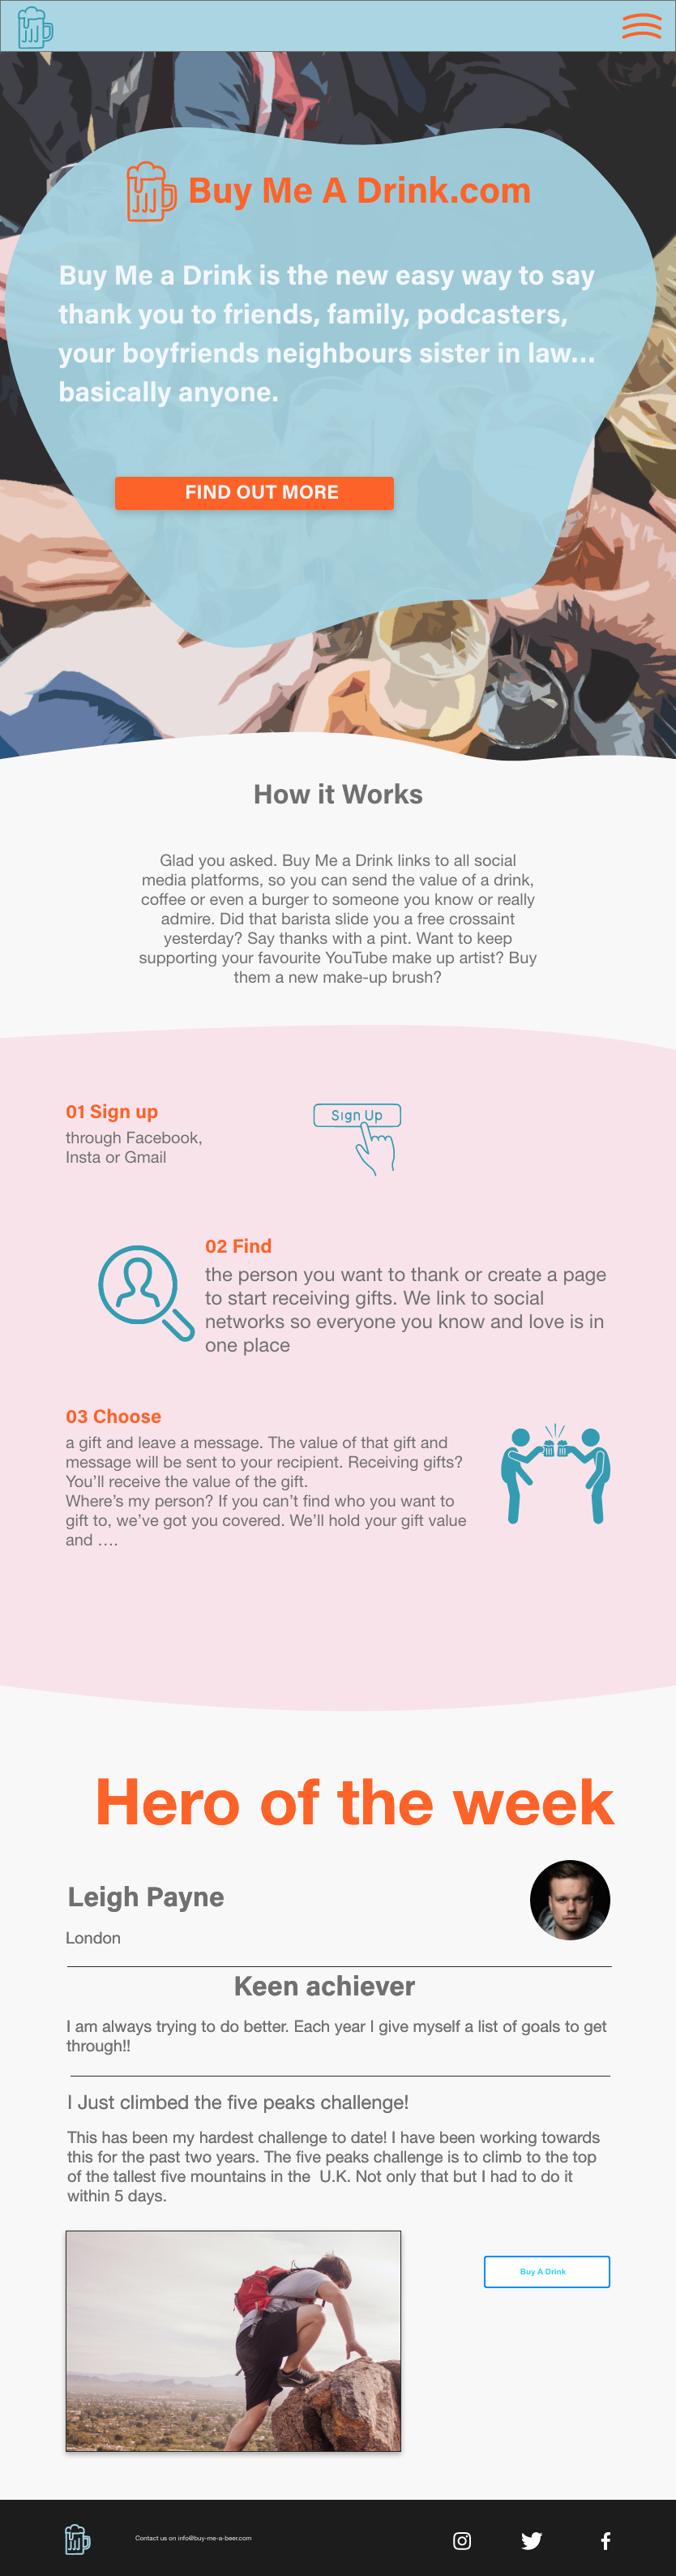 Buy Me A Drink.com
Buy Me a Drink is the new easy way to say
thank you to friends, family, podcasters,
your boyfriends neighbours sister in law...
basically anyone.
FIND OUT MORE
How it Works
Glad you asked. Buy Me a Drink links to all social
media platforms, so you can send the value of a drink,
coffee or even a burger to someone you know or really
admire. Did that barista slide you a free crossaint
yesterday? Say thanks with a pint. Want to keep
supporting your favourite YouTube make up artist? Buy
them a new make-up brush?
01 Sign up
through Facebook,
Insta or Gmail
Sign Up
02 Find
the person you want to thank or create a page
to start receiving gifts. We link to social
networks so everyone you know and love is in
one place
03 Choose
a gift and leave a message. The value of that gift and
message will be sent to your recipient. Receiving gifts?
You’ll receive the value of the gift.
Where’s my person? If you can’t find who you want to
gift to, we’ve got you covered. We’ll hold your gift value
and ….
Hero of the week
Leigh Payne
London
Keen achiever
I am always trying to do better. Each year I give myself a list of goals to get
through!!
I Just climbed the five peaks challenge!
This has been my hardest challenge to date! I have been working towards
this for the past two years. The five peaks challenge is to climb to the top
of the tallest five mountains in the  U.K. Not only that but I had to do it
within 5 days.
Buy A Drink
Contact us on info@buy-me-a-beer.com